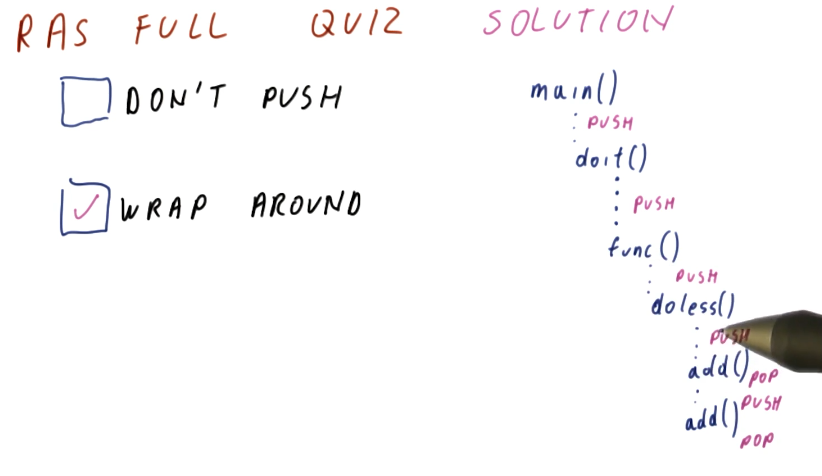 RAS FULL QUIZ SOLUTION
DON'T PUSH
WRAP AROUND
main()
PUSH
doit()
PUSH
func()
PUSH
doless()
PUSH
add() POP
add() PUSH
POP